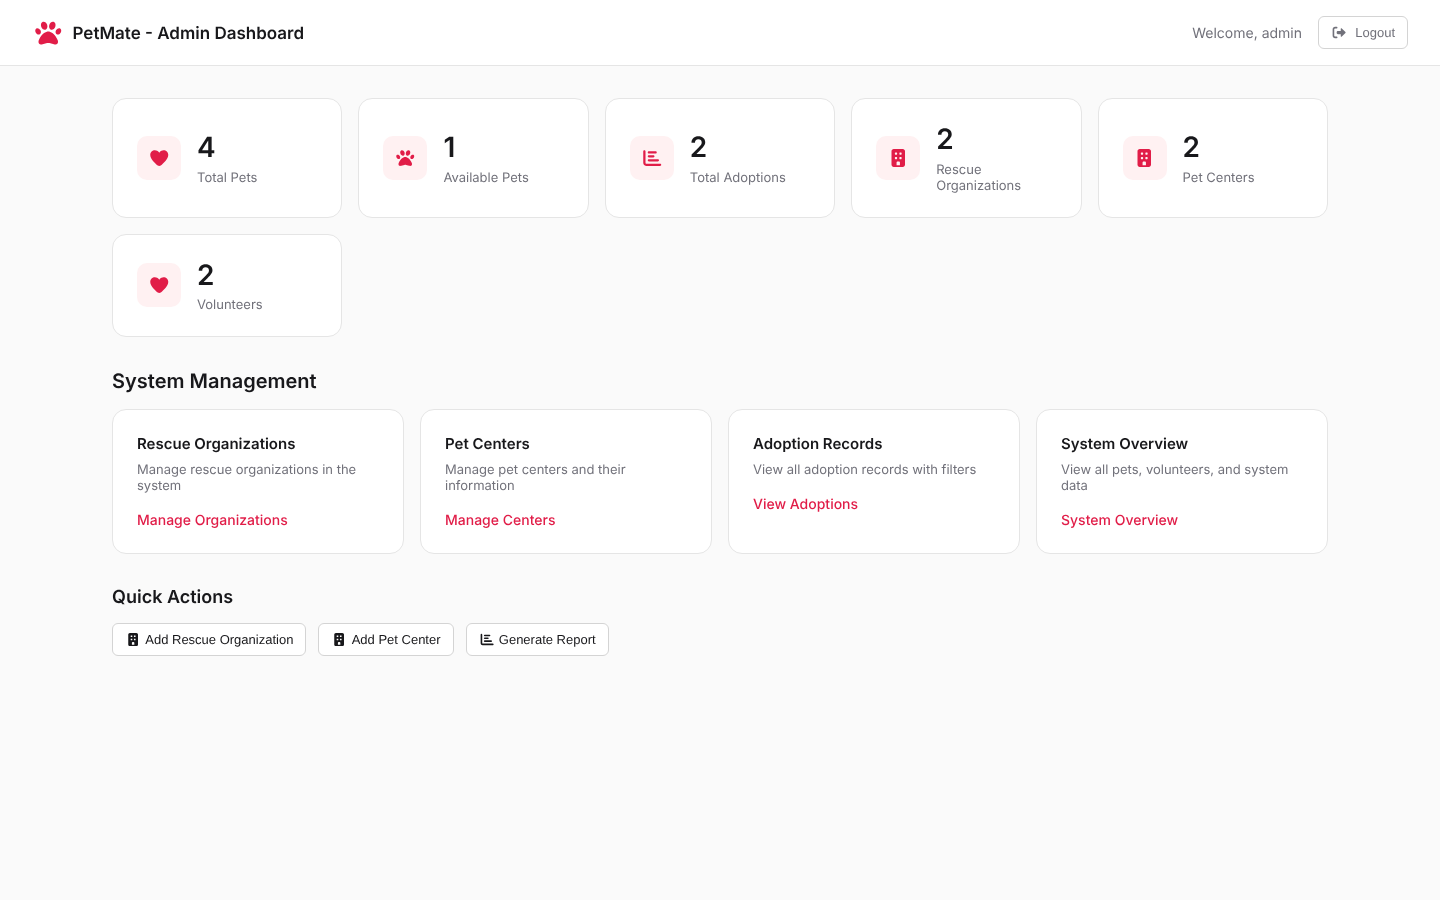 PetMate - Admin Dashboard
Welcome, admin
Logout
4
Total Pets
1
Available Pets
2
Total Adoptions
2
Rescue
Organizations
2
Pet Centers
2
Volunteers
System Management
Rescue Organizations
Manage rescue organizations in the
system
Manage Organizations
Pet Centers
Manage pet centers and their
information
Manage Centers
Adoption Records
View all adoption records with filters
View Adoptions
System Overview
View all pets, volunteers, and system
data
System Overview
Quick Actions
Add Rescue Organization
Add Pet Center
Generate Report